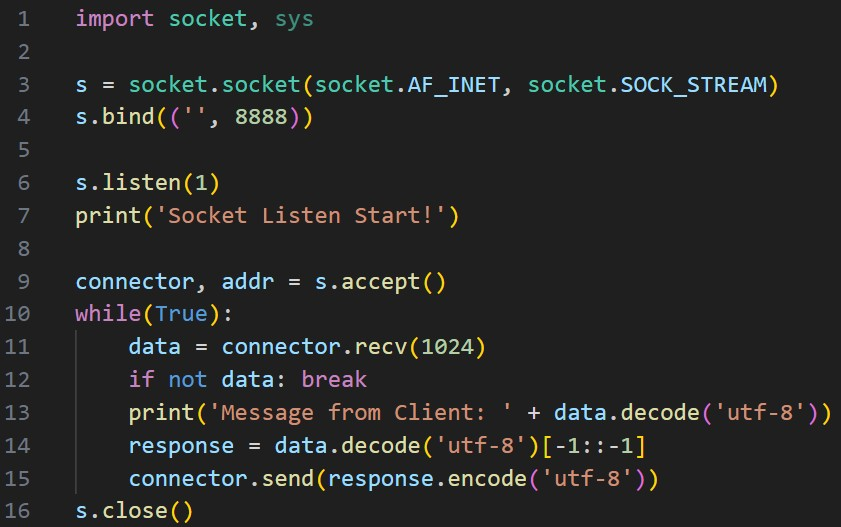 1 import socket, sys
2
3 s = socket.socket(socket.AF_INET, socket.SOCK_STREAM)
4 s.bind(('', 8888))
5
6 s.listen(1)
7 print('Socket Listen Start!')
8
9 connector, addr = s.accept()
10 while(True):
11     data = connector.recv(1024)
12     if not data: break
13     print('Message from Client: ' + data.decode('utf-8'))
14     response = data.decode('utf-8')[-1::-1]
15     connector.send(response.encode('utf-8'))
16 s.close()